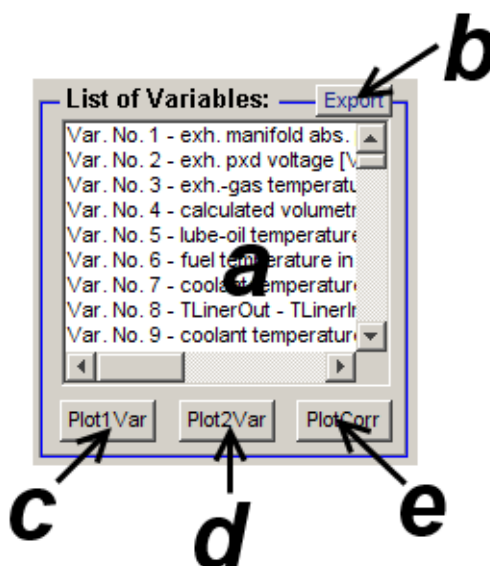 b
List of Variables: Export
Var. No. 1 - exh. manifold abs.
Var. No. 2 - exh. pxd voltage [V
Var. No. 3 - exh.-gas temperatu
Var. No. 4 - calculated volumetr
Var. No. 5 - lube-oil temperature
Var. No. 6 - fuel temperature in
a
Var. No. 7 - coolant temperature
Var. No. 8 - TLinerOut - TLinerIn
Var. No. 9 - coolant temperature
Plot1Var Plot2Var PlotCorr
c d e